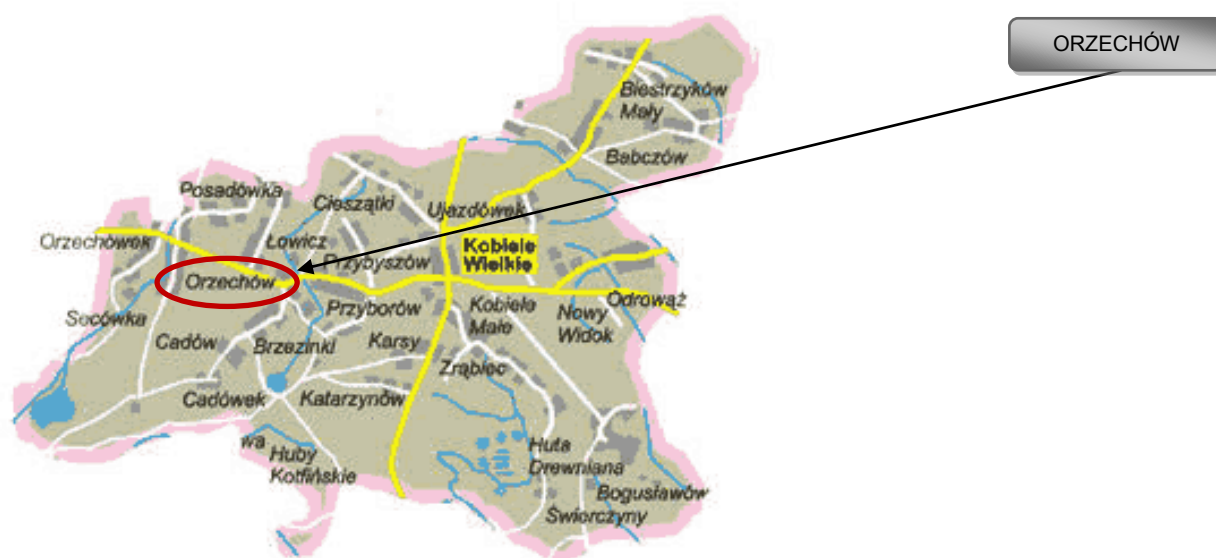 ORZECHÓW
Biestrzyków
Mały
Babczów
Posadówka
Cieszątki
Ujazdówek
Orzechówek
Łowicz
Kobiele
Wielkie
Przybyszów
Orzechów
Odrowąż
Przyborów
Kobiele
Małe
Nowy
Widok
Socówka
Cadów
Brzezinki
Karsy
Zrąbiec
Cadówek
Katarzynów
wa
Huby
Kotfińskie
Huta
Drewniana
Bogusławów
Świerczyny